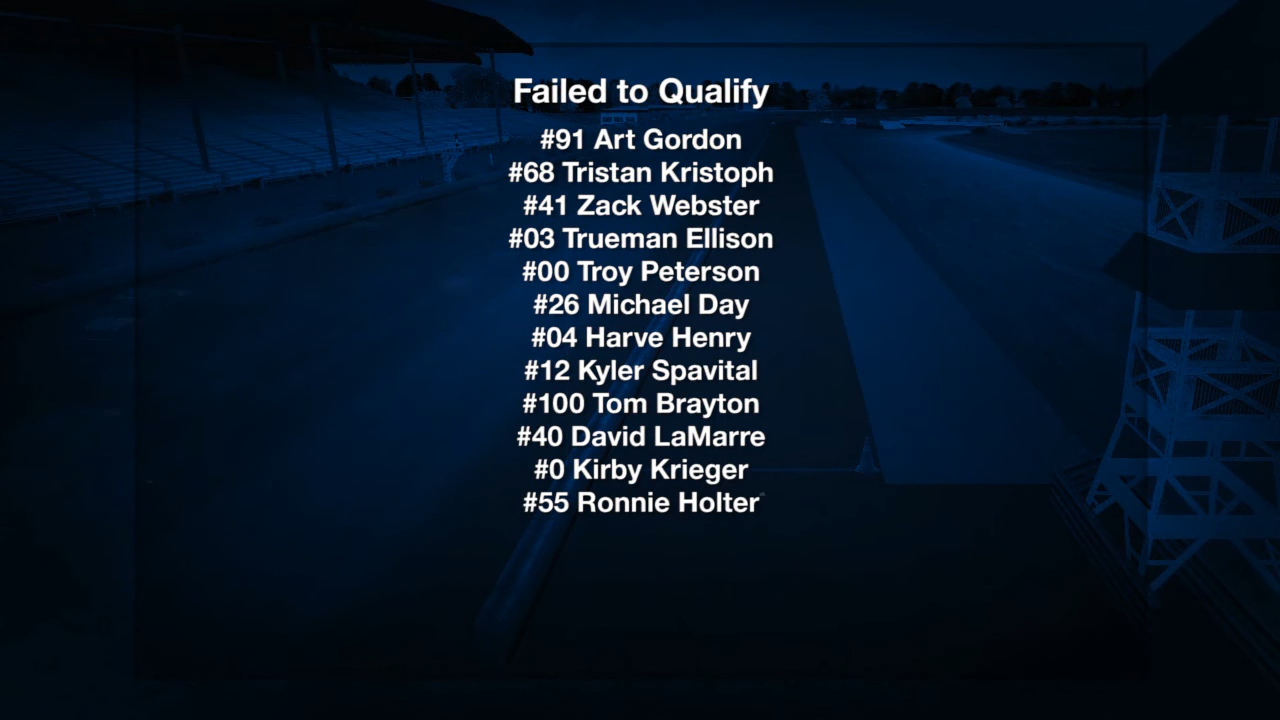 Failed to Qualify
#91 Art Gordon
#68 Tristan Kristoph
#41 Zack Webster
#03 Trueman Ellison
#00 Troy Peterson
#26 Michael Day
#04 Harve Henry
#12 Kyler Spavital
#100 Tom Brayton
#40 David LaMarre
#0 Kirby Krieger
#55 Ronnie Holter